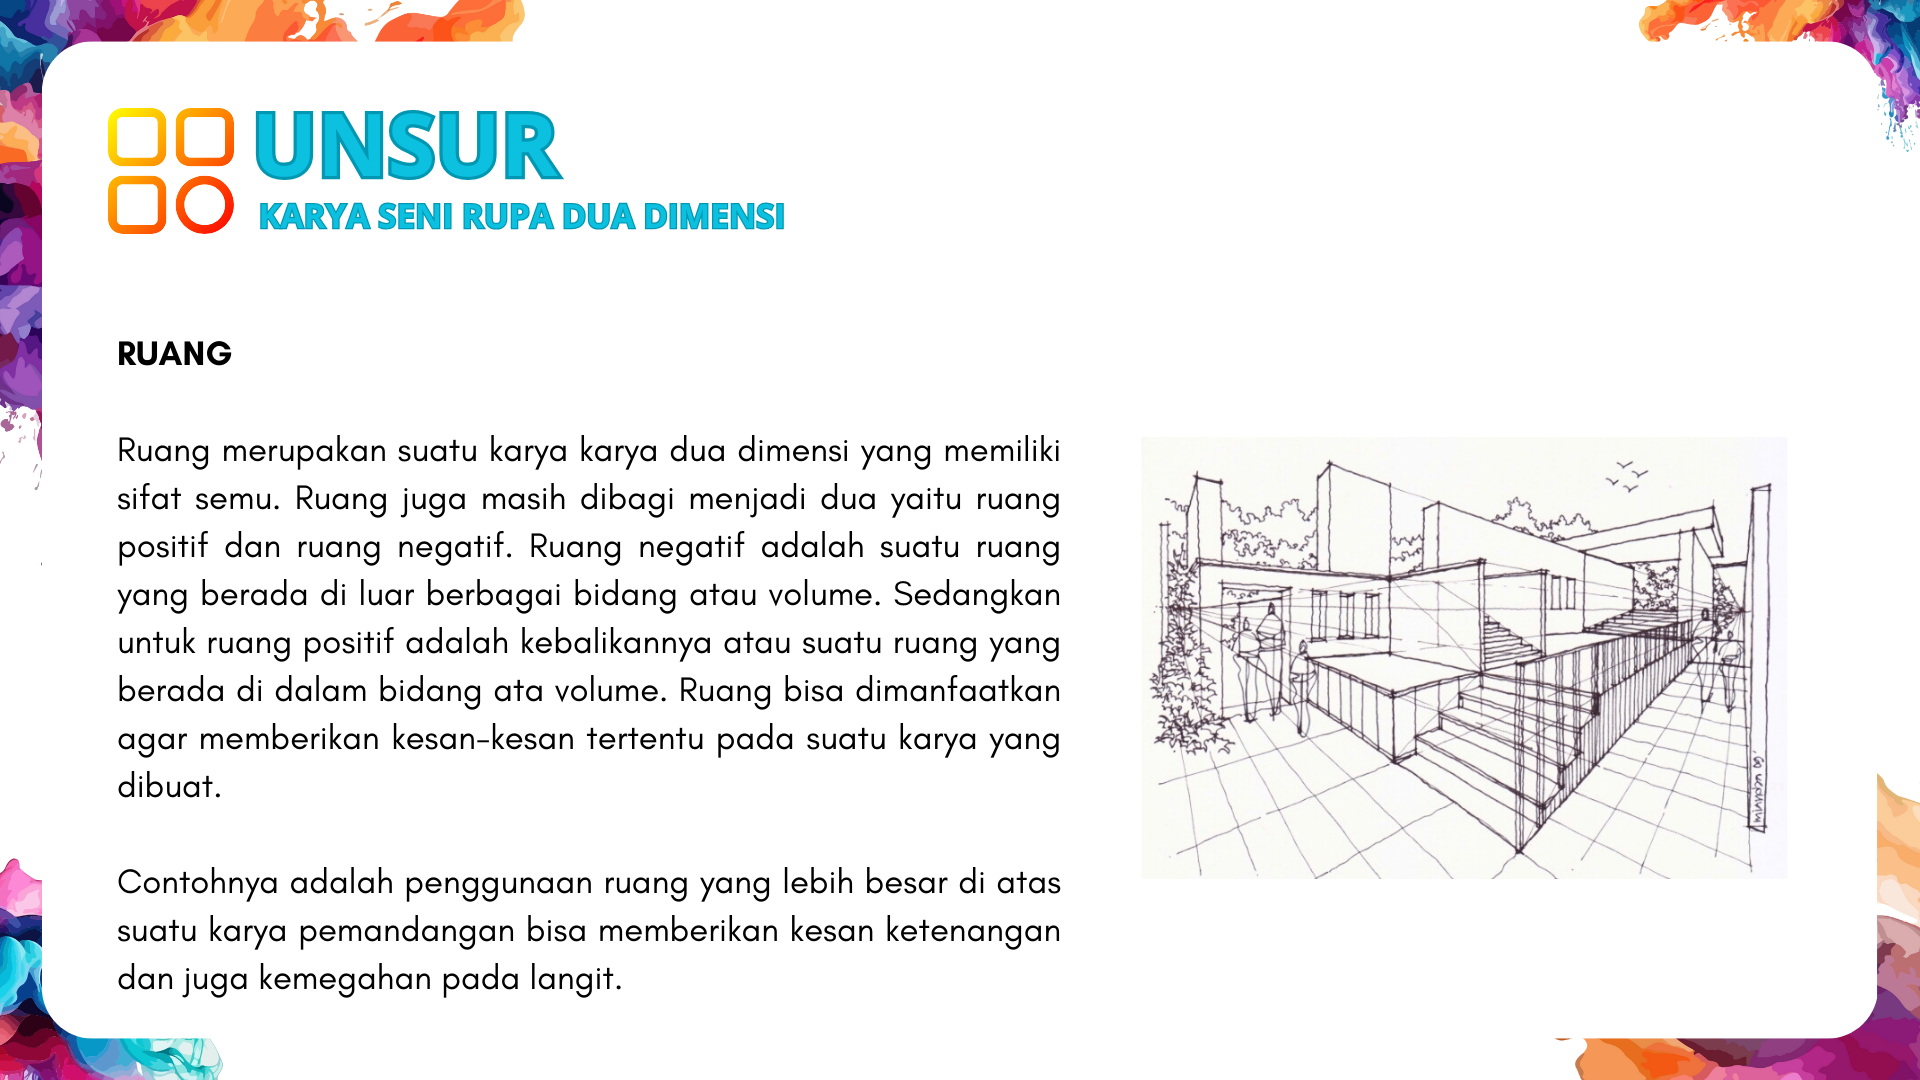 UNSUR
KARYA SENI RUPA DUA DIMENSI
RUANG
Ruang merupakan suatu karya karya dua dimensi yang memiliki
sifat semu. Ruang juga masih dibagi menjadi dua yaitu ruang
positif dan ruang negatif. Ruang negatif adalah suatu ruang
yang berada di luar berbagai bidang atau volume. Sedangkan
untuk ruang positif adalah kebalikannya atau suatu ruang yang
berada di dalam bidang ata volume. Ruang bisa dimanfaatkan
agar memberikan kesan-kesan tertentu pada suatu karya yang
dibuat.
Contohnya adalah penggunaan ruang yang lebih besar di atas
suatu karya pemandangan bisa memberikan kesan ketenangan
dan juga kemegahan pada langit.